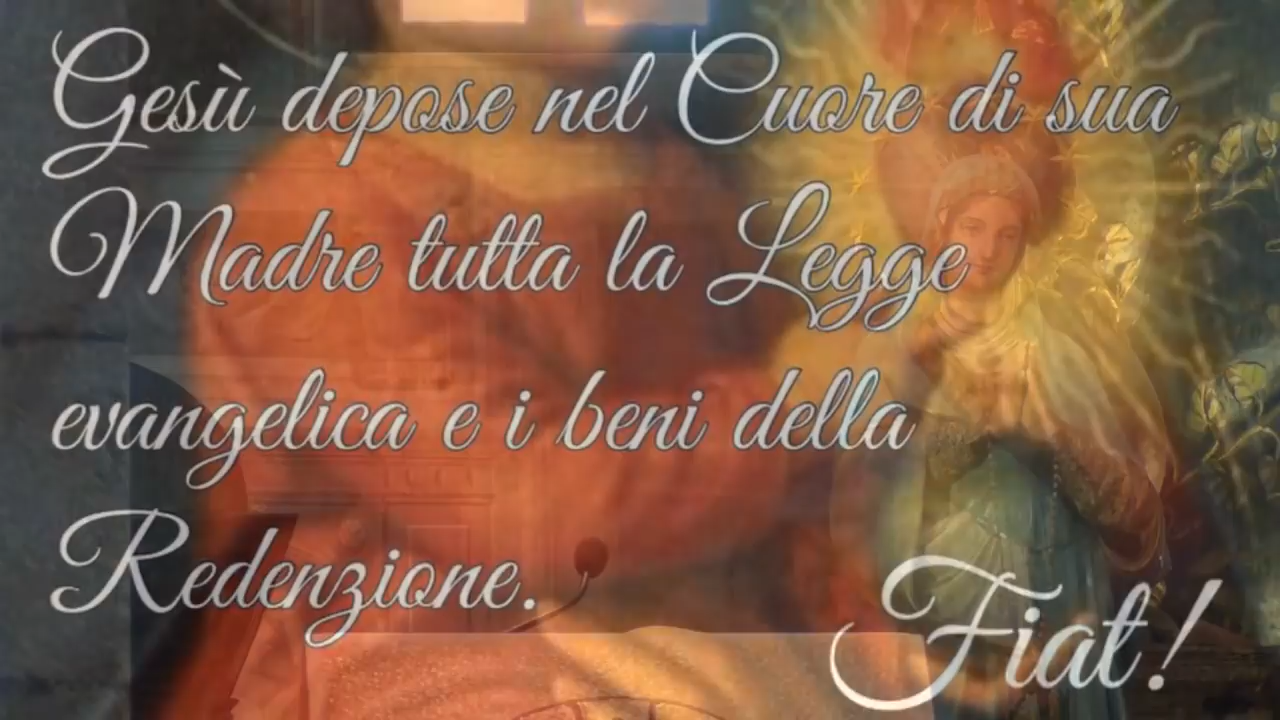 Gesù depose nel Cuore di sua
Madre tutta la Legge
evangelica e i beni della
Redenzione.
Fiat!